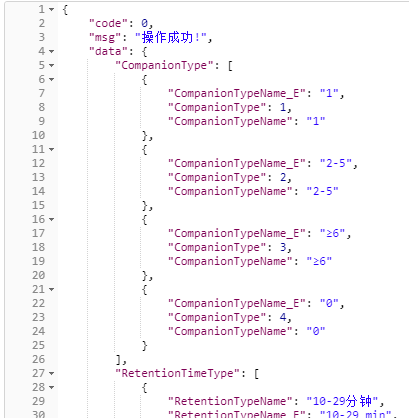 1 {
2 "code": 0,
3 "msg": "操作成功!",
4 "data": {
5 "CompanionType": [
6 {
7 "CompanionTypeName_E": "1",
8 "CompanionType": 1,
9 "CompanionTypeName": "1"
10 },
11 {
12 "CompanionTypeName_E": "2-5",
13 "CompanionType": 2,
14 "CompanionTypeName": "2-5"
15 },
16 {
17 "CompanionTypeName_E": "≥6",
18 "CompanionType": 3,
19 "CompanionTypeName": "≥6"
20 },
21 {
22 "CompanionTypeName_E": "0",
23 "CompanionType": 4,
24 "CompanionTypeName": "0"
25 }
26 ],
27 "RetentionTimeType": [
28 {
29 "RetentionTypeName": "10-29分钟",
30 "RetentionTypeName_E": "10-29 min",